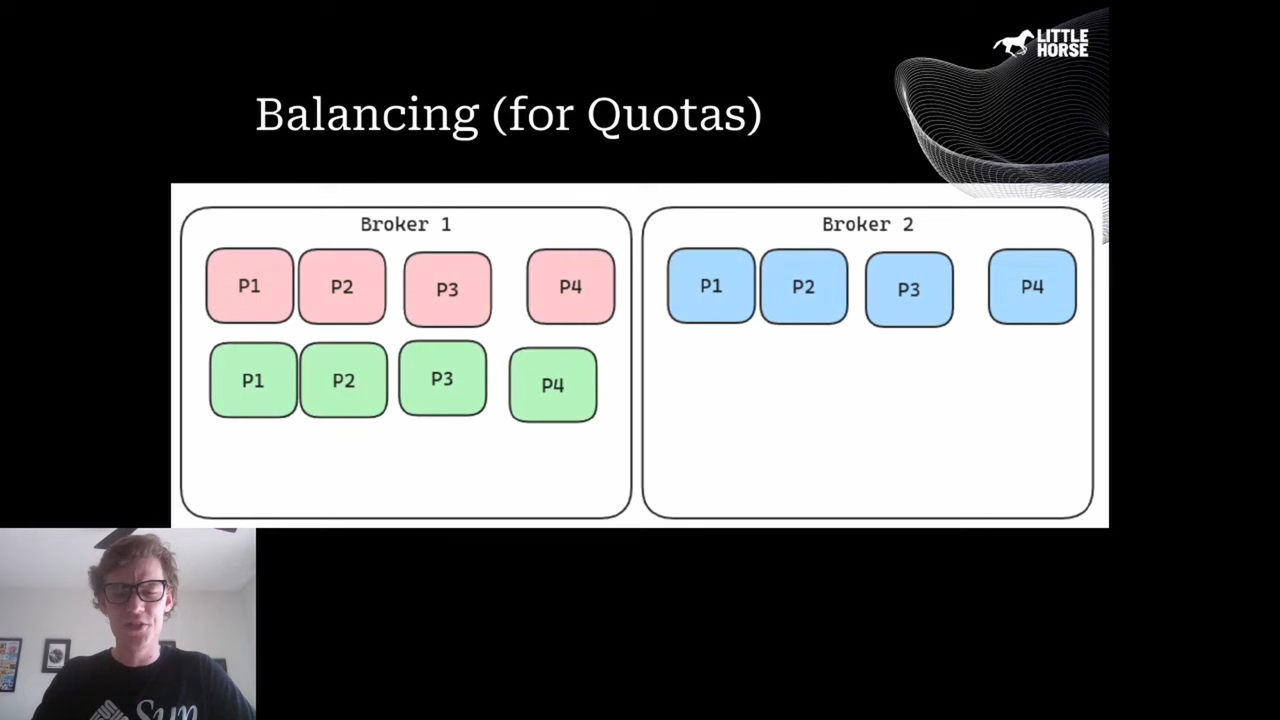 LITTLE
HORSE
Balancing (for Quotas)
Broker 1
P1 P2 P3 P4
P1 P2 P3 P4
Broker 2
P1 P2 P3 P4
Sun